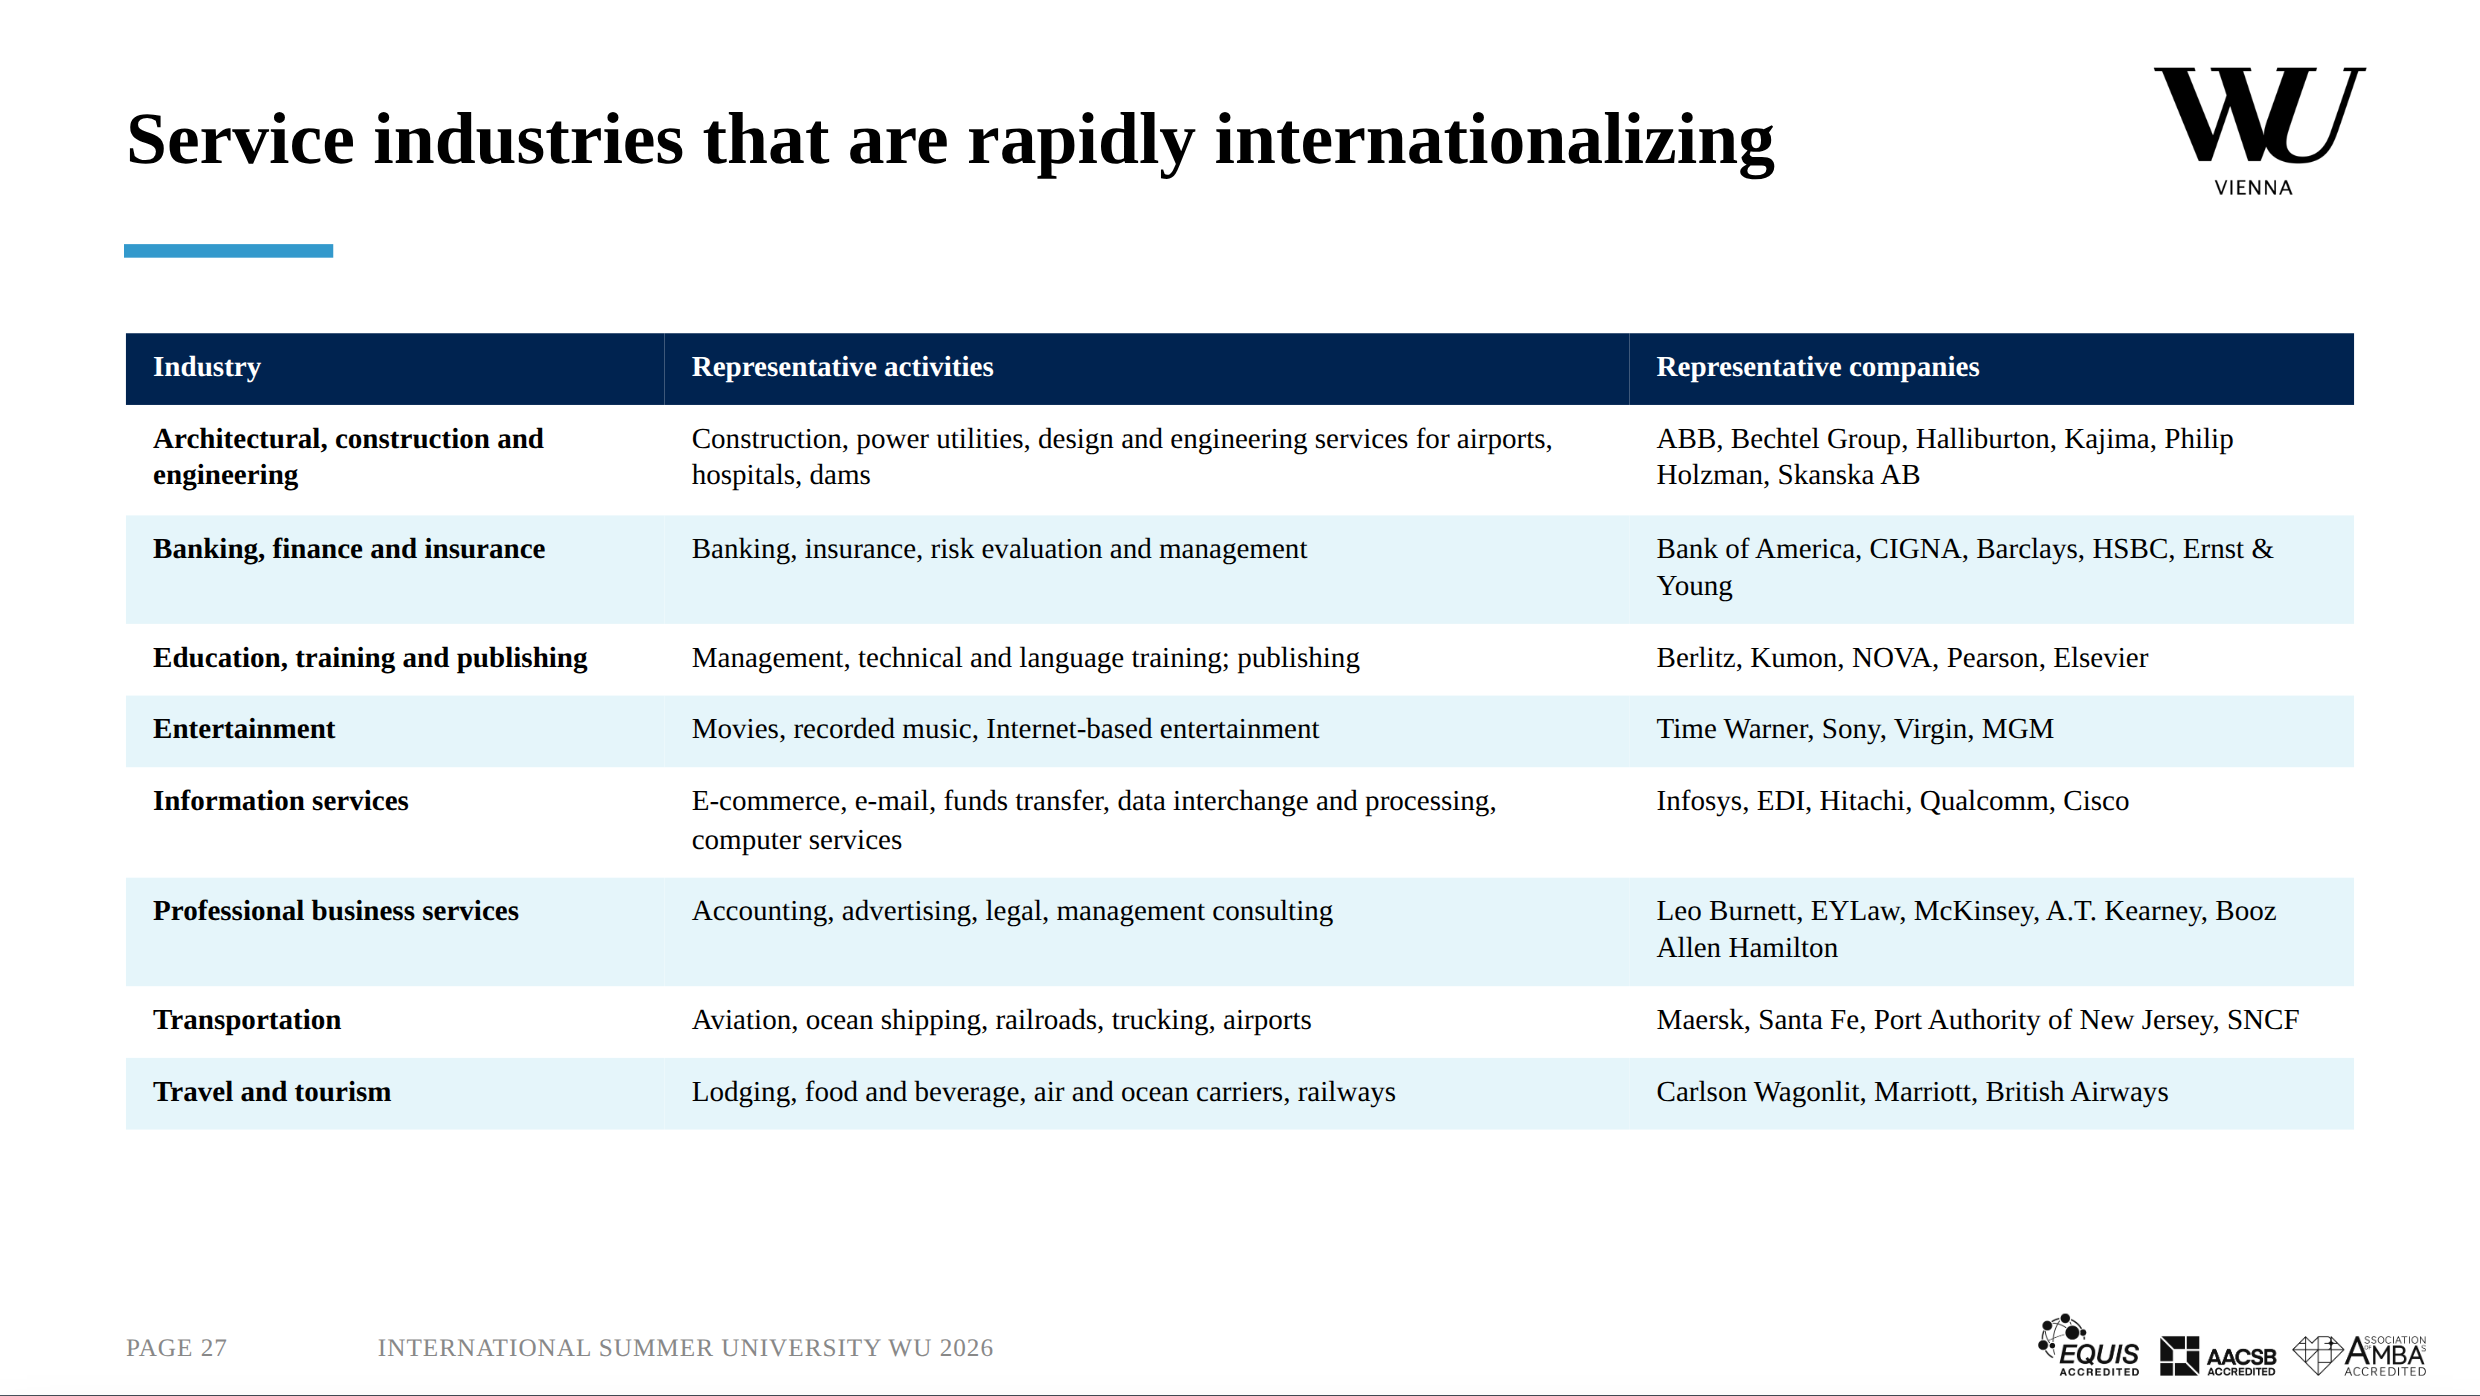 Service industries that are rapidly internationalizing
WU
VIENNA
Industry
Representative activities
Representative companies
Architectural, construction and
engineering
Construction, power utilities, design and engineering services for airports,
hospitals, dams
ABB, Bechtel Group, Halliburton, Kajima, Philip
Holzman, Skanska AB
Banking, finance and insurance
Banking, insurance, risk evaluation and management
Bank of America, CIGNA, Barclays, HSBC, Ernst &
Young
Education, training and publishing
Management, technical and language training; publishing
Berlitz, Kumon, NOVA, Pearson, Elsevier
Entertainment
Movies, recorded music, Internet-based entertainment
Time Warner, Sony, Virgin, MGM
Information services
E-commerce, e-mail, funds transfer, data interchange and processing,
computer services
Infosys, EDI, Hitachi, Qualcomm, Cisco
Professional business services
Accounting, advertising, legal, management consulting
Leo Burnett, EYLaw, McKinsey, A.T. Kearney, Booz
Allen Hamilton
Transportation
Aviation, ocean shipping, railroads, trucking, airports
Maersk, Santa Fe, Port Authority of New Jersey, SNCF
Travel and tourism
Lodging, food and beverage, air and ocean carriers, railways
Carlson Wagonlit, Marriott, British Airways
PAGE 27
INTERNATIONAL SUMMER UNIVERSITY WU 2026
EQUIS
ACCREDITED
AACSB
ACCREDITED
ASSOCIATION
OF MBAS
ACCREDITED